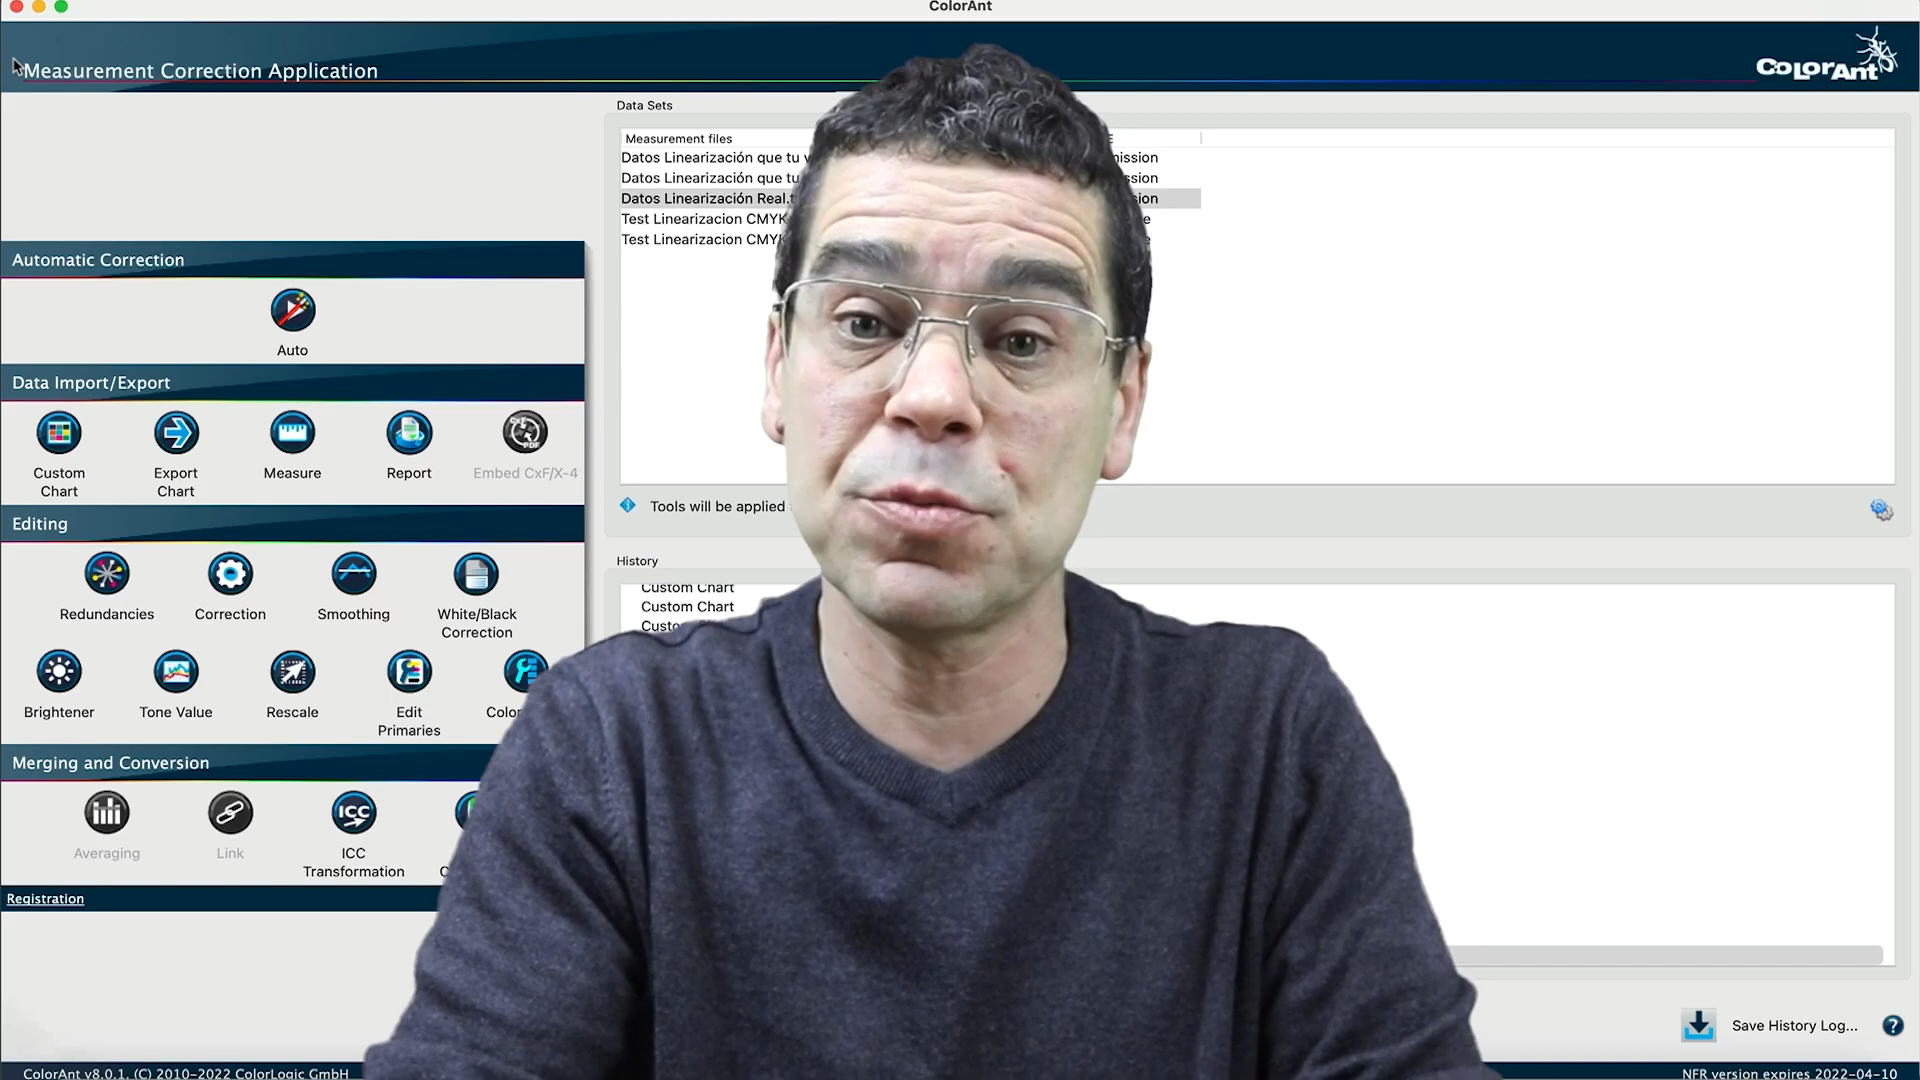 ColorAnt
Measurement Correction Application
ColorAnt
Data Sets
Measurement files
Datos Linearización que tu
Datos Linearización que tu
Datos Linearización Real.
Test Linearizacion CMYK
Test Linearizacion CMYK
Automatic Correction
Auto
Data Import/Export
Custom Chart
Export Chart
Measure
Report
Embed CxF/X-4
Tools will be applied
Editing
Redundancies
Correction
Smoothing
White/Black Correction
Brightener
Tone Value
Rescale
Edit Primaries
History
Custom Chart
Custom Chart
Merging and Conversion
Averaging
Link
ICC
ICC Transformation
Registration
Save History Log...
?
ColorAnt v8.0.1, (C) 2010-2022 ColorLogic GmbH
NFR version expires 2022-04-10